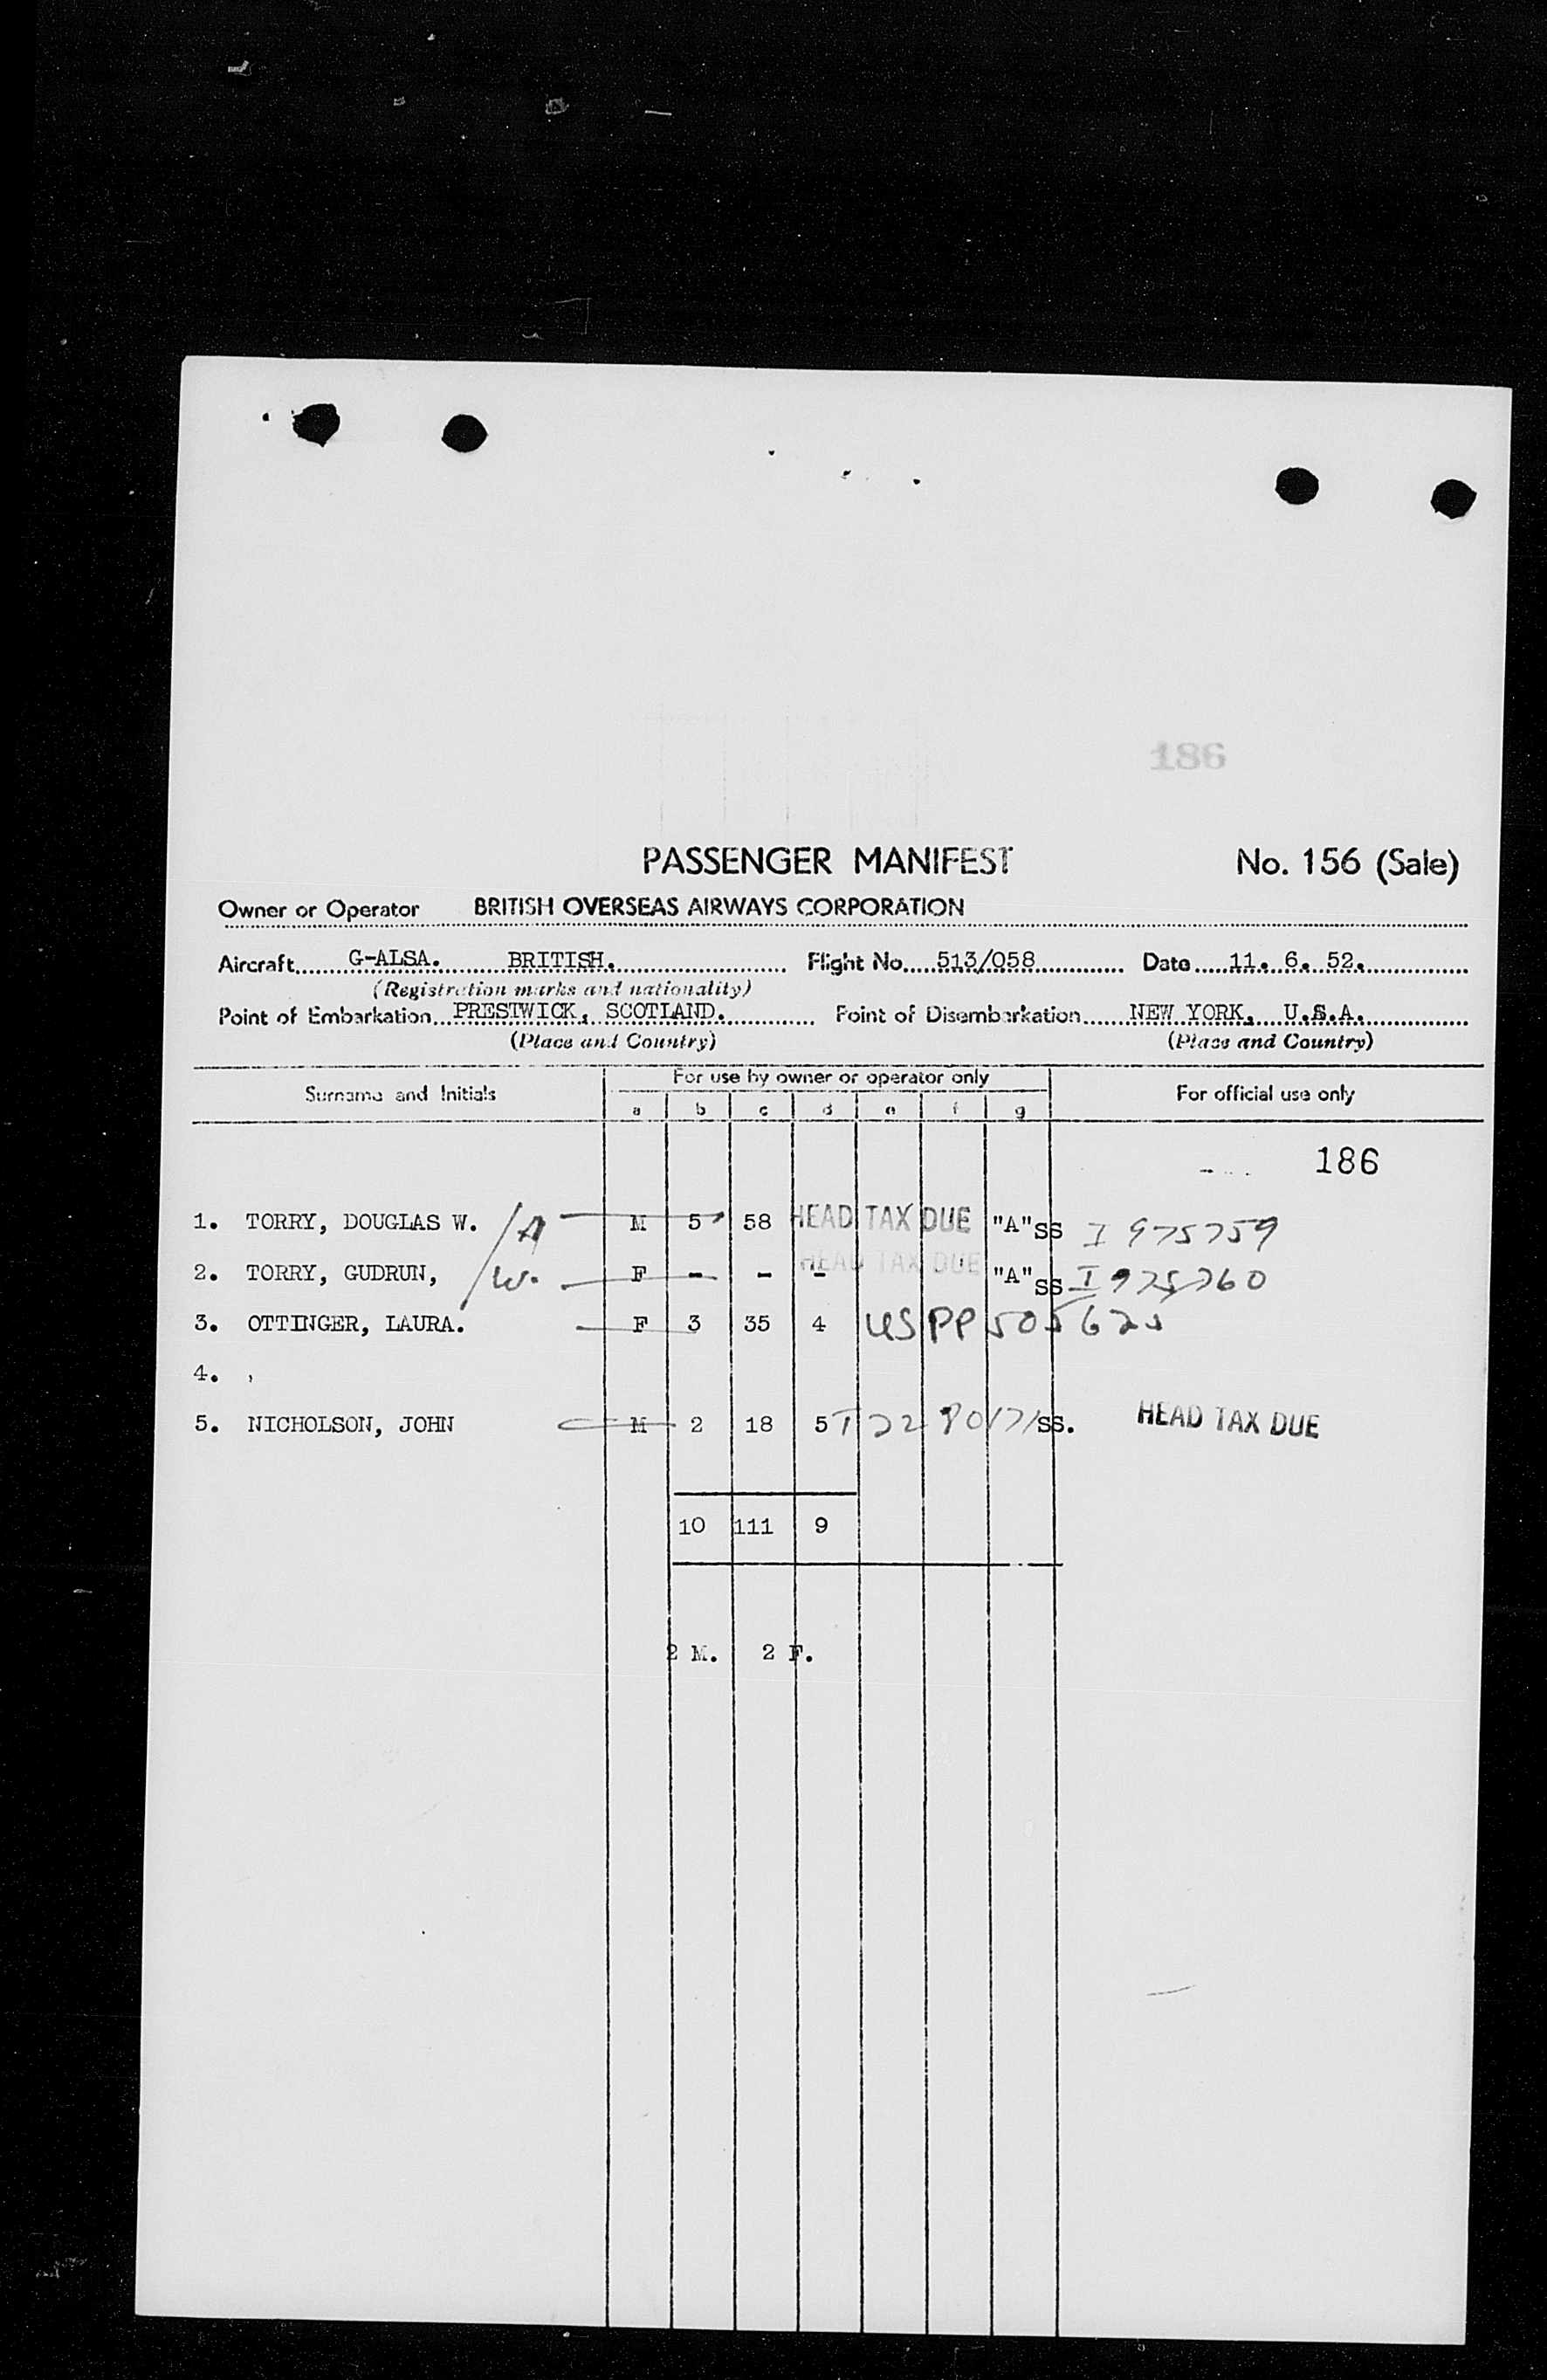 186
PASSENGER MANIFEST No. 156 (Sale)
Owner or Operator BRITISH OVERSEAS AIRWAYS CORPORATION
Aircraft G-ALSA. BRITISH. Flight No. 513/058 Date 11. 6. 52.
(Registration marks and nationality)
Point of Embarkation PRESTWICK, SCOTLAND. Point of Disembarkation NEW YORK, U.S.A.
(Place and Country) (Place and Country)
For use by owner or operator only
Surname and Initials For official use only
a b c d e f g
186
1. TORRY, DOUGLAS W. /A M 5 58 HEAD TAX DUE "A" SS I 975759
2. TORRY, GUDRUN, /W. F - - - HEAD TAX DUE "A" SS I 975760
3. OTTINGER, LAURA. F 3 35 4 US PP 505625
4. ,
5. NICHOLSON, JOHN M 2 18 5 SS. HEAD TAX DUE
10 111 9
2 M. 2 F.